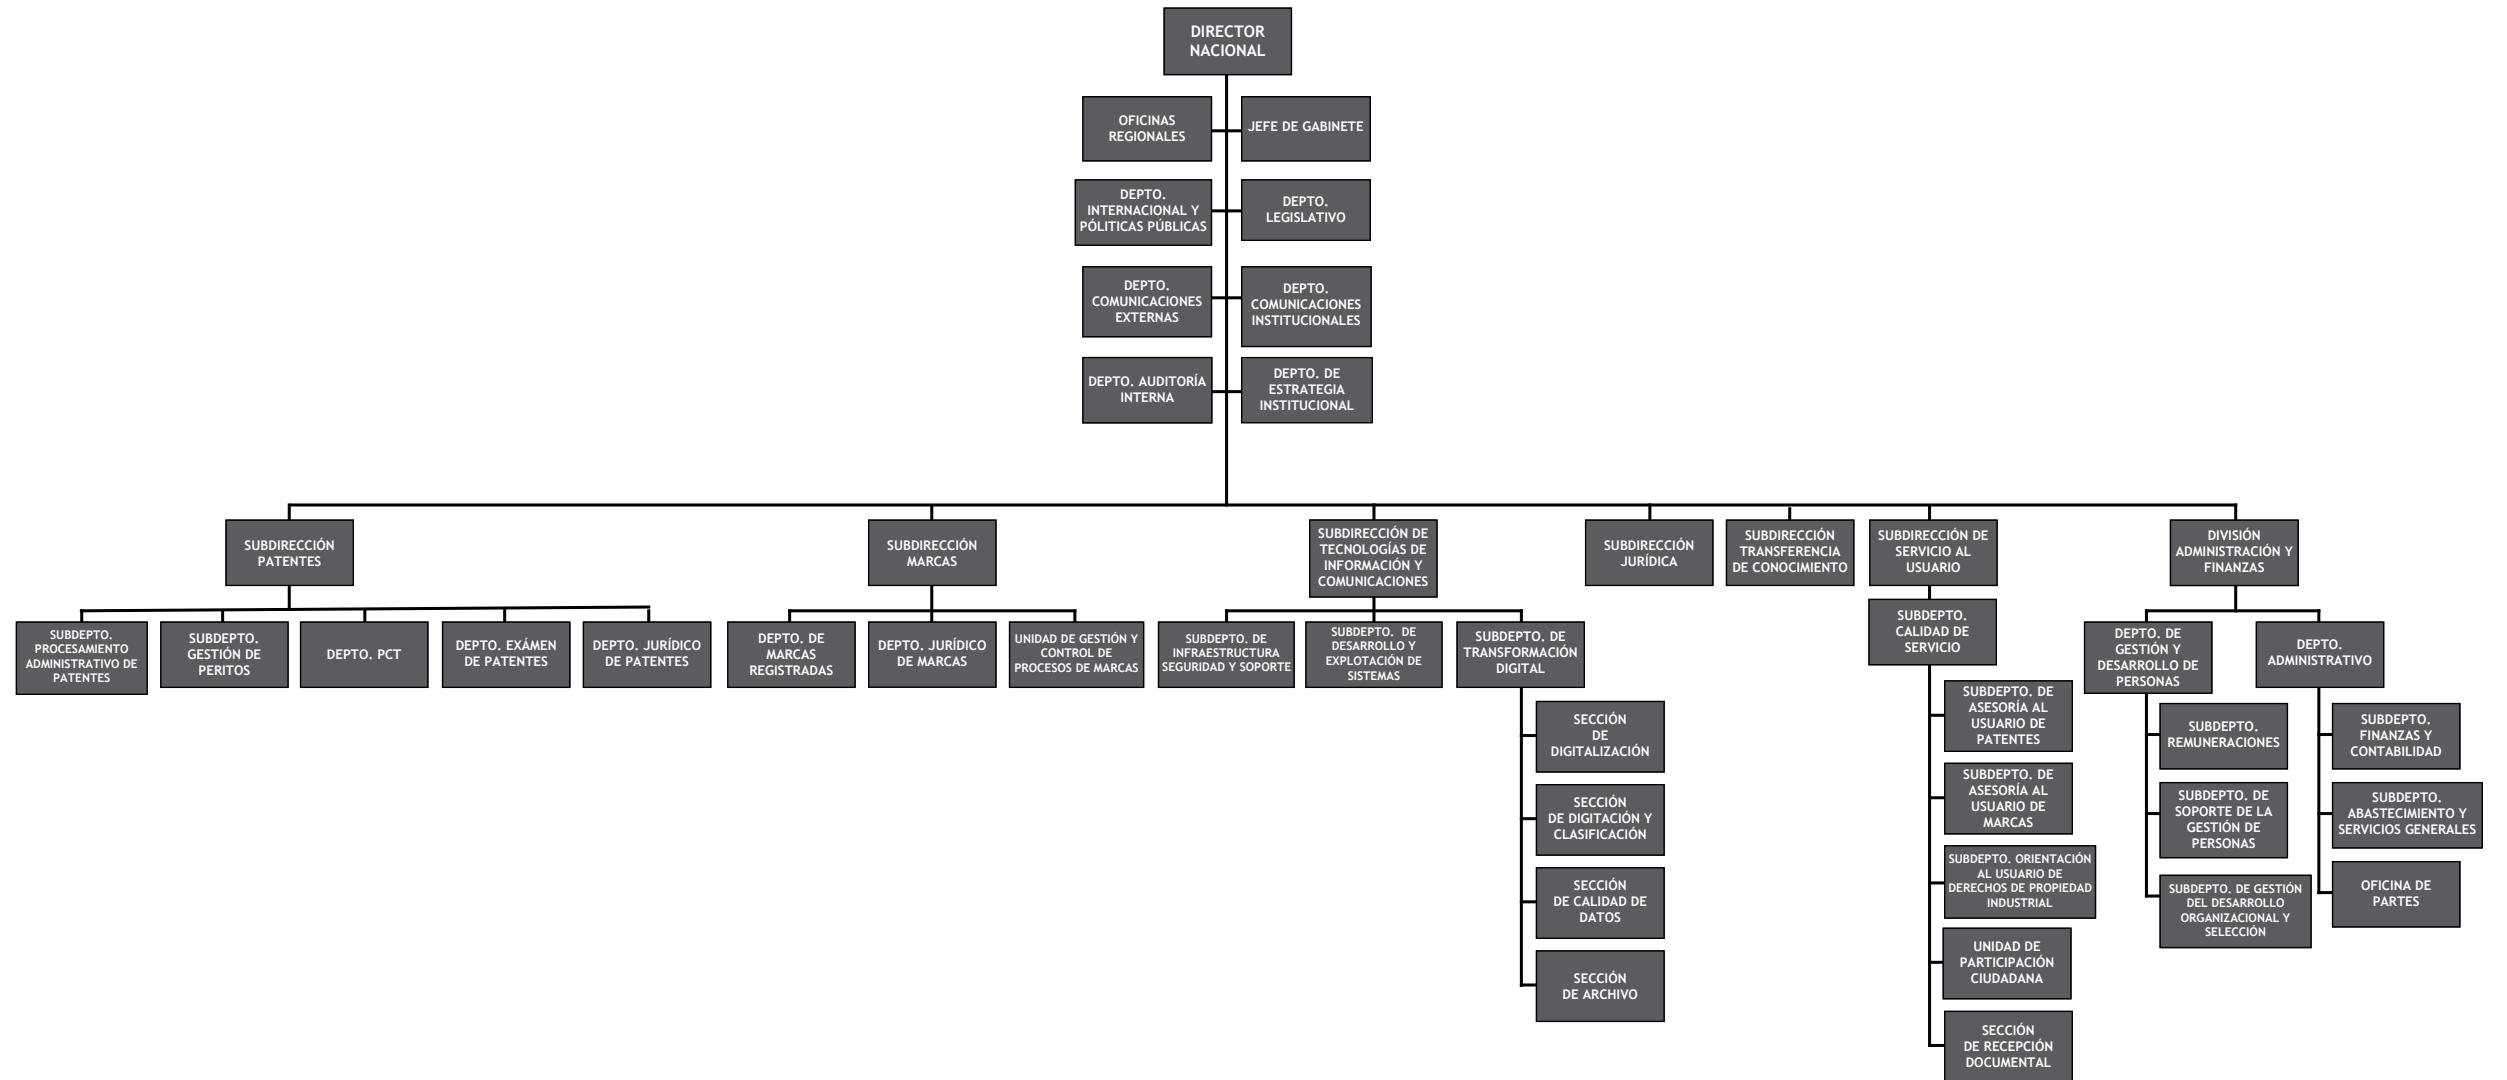 DIRECTOR
NACIONAL
OFICINAS
REGIONALES
JEFE DE GABINETE
DEPTO.
INTERNACIONAL Y
PÓLITICAS PÚBLICAS
DEPTO.
LEGISLATIVO
DEPTO.
COMUNICACIONES
EXTERNAS
DEPTO.
COMUNICACIONES
INSTITUCIONALES
DEPTO. AUDITORÍA
INTERNA
DEPTO. DE
ESTRATEGIA
INSTITUCIONAL
SUBDIRECCIÓN
PATENTES
SUBDIRECCIÓN
MARCAS
SUBDIRECCIÓN DE
TECNOLOGÍAS DE
INFORMACIÓN Y
COMUNICACIONES
SUBDIRECCIÓN
JURÍDICA
SUBDIRECCIÓN
TRANSFERENCIA
DE CONOCIMIENTO
SUBDIRECCIÓN DE
SERVICIO AL
USUARIO
DIVISIÓN
ADMINISTRACIÓN Y
FINANZAS
SUBDEPTO.
PROCESAMIENTO
ADMINISTRATIVO DE
PATENTES
SUBDEPTO.
GESTIÓN DE
PERITOS
DEPTO. PCT
DEPTO. EXÁMEN
DE PATENTES
DEPTO. JURÍDICO
DE PATENTES
DEPTO. DE
MARCAS
REGISTRADAS
DEPTO. JURÍDICO
DE MARCAS
UNIDAD DE GESTIÓN Y
CONTROL DE
PROCESOS DE MARCAS
SUBDEPTO. DE
INFRAESTRUCTURA
SEGURIDAD Y SOPORTE
SUBDEPTO. DE
DESARROLLO Y
EXPLOTACIÓN DE
SISTEMAS
SUBDEPTO. DE
TRANSFORMACIÓN
DIGITAL
SECCIÓN
DE
DIGITALIZACIÓN
SECCIÓN
DE DIGITACIÓN Y
CLASIFICACIÓN
SECCIÓN
DE CALIDAD DE
DATOS
SECCIÓN
DE ARCHIVO
SUBDEPTO.
CALIDAD DE
SERVICIO
SUBDEPTO. DE
ASESORÍA AL
USUARIO DE
PATENTES
SUBDEPTO. DE
ASESORÍA AL
USUARIO DE
MARCAS
SUBDEPTO. ORIENTACIÓN
AL USUARIO DE
DERECHOS DE PROPIEDAD
INDUSTRIAL
UNIDAD DE
PARTICIPACIÓN
CIUDADANA
SECCIÓN
DE RECEPCIÓN
DOCUMENTAL
DEPTO. DE
GESTIÓN Y
DESARROLLO DE
PERSONAS
SUBDEPTO.
REMUNERACIONES
SUBDEPTO. DE
SOPORTE DE LA
GESTIÓN DE
PERSONAS
SUBDEPTO. DE GESTIÓN
DEL DESARROLLO
ORGANIZACIONAL Y
SELECCIÓN
DEPTO.
ADMINISTRATIVO
SUBDEPTO.
FINANZAS Y
CONTABILIDAD
SUBDEPTO.
ABASTECIMIENTO Y
SERVICIOS GENERALES
OFICINA DE
PARTES